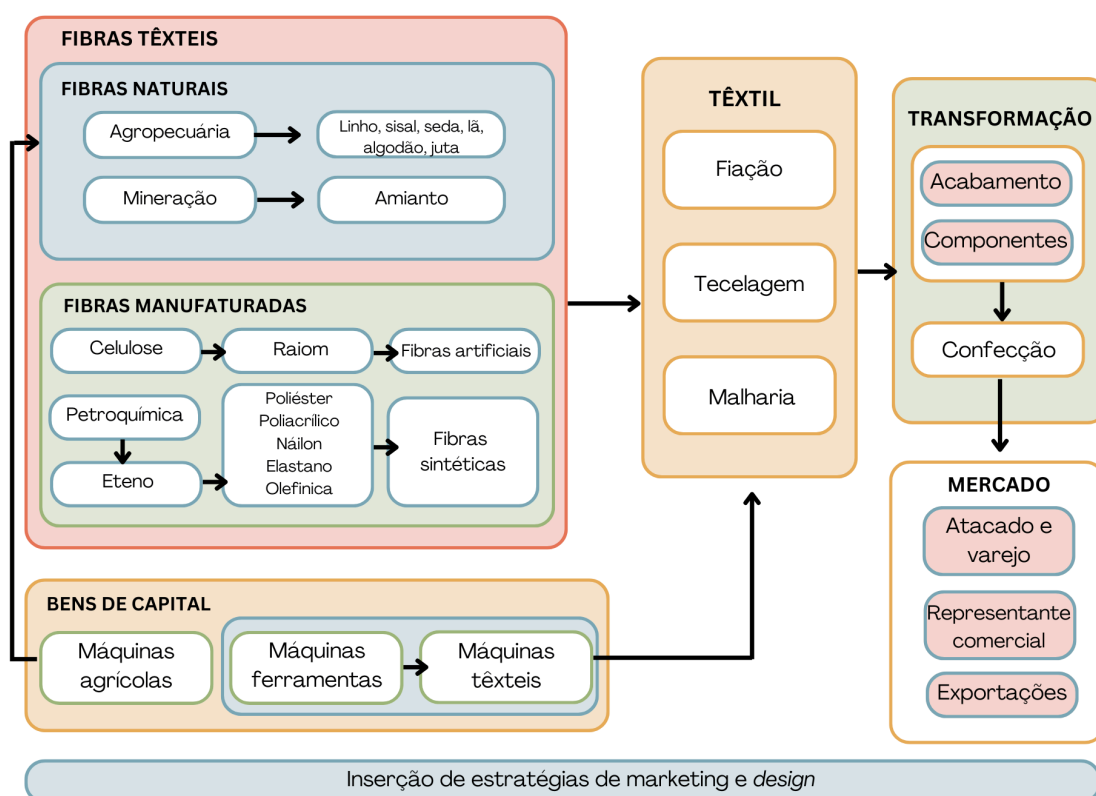 FIBRAS TÊXTEIS
FIBRAS NATURAIS
Agropecuária
Linho, sisal, seda, lã,
algodão, juta
Mineração
Amianto
FIBRAS MANUFATURADAS
Celulose
Raiom
Fibras artificiais
Petroquímica
Eteno
Poliéster
Poliacrílico
Náilon
Elastano
Olefinica
Fibras
sintéticas
BENS DE CAPITAL
Máquinas
agrícolas
Máquinas
ferramentas
Máquinas
têxteis
TÊXTIL
Fiação
Tecelagem
Malharia
TRANSFORMAÇÃO
Acabamento
Componentes
Confecção
MERCADO
Atacado e
varejo
Representante
comercial
Exportações
Inserção de estratégias de marketing e design